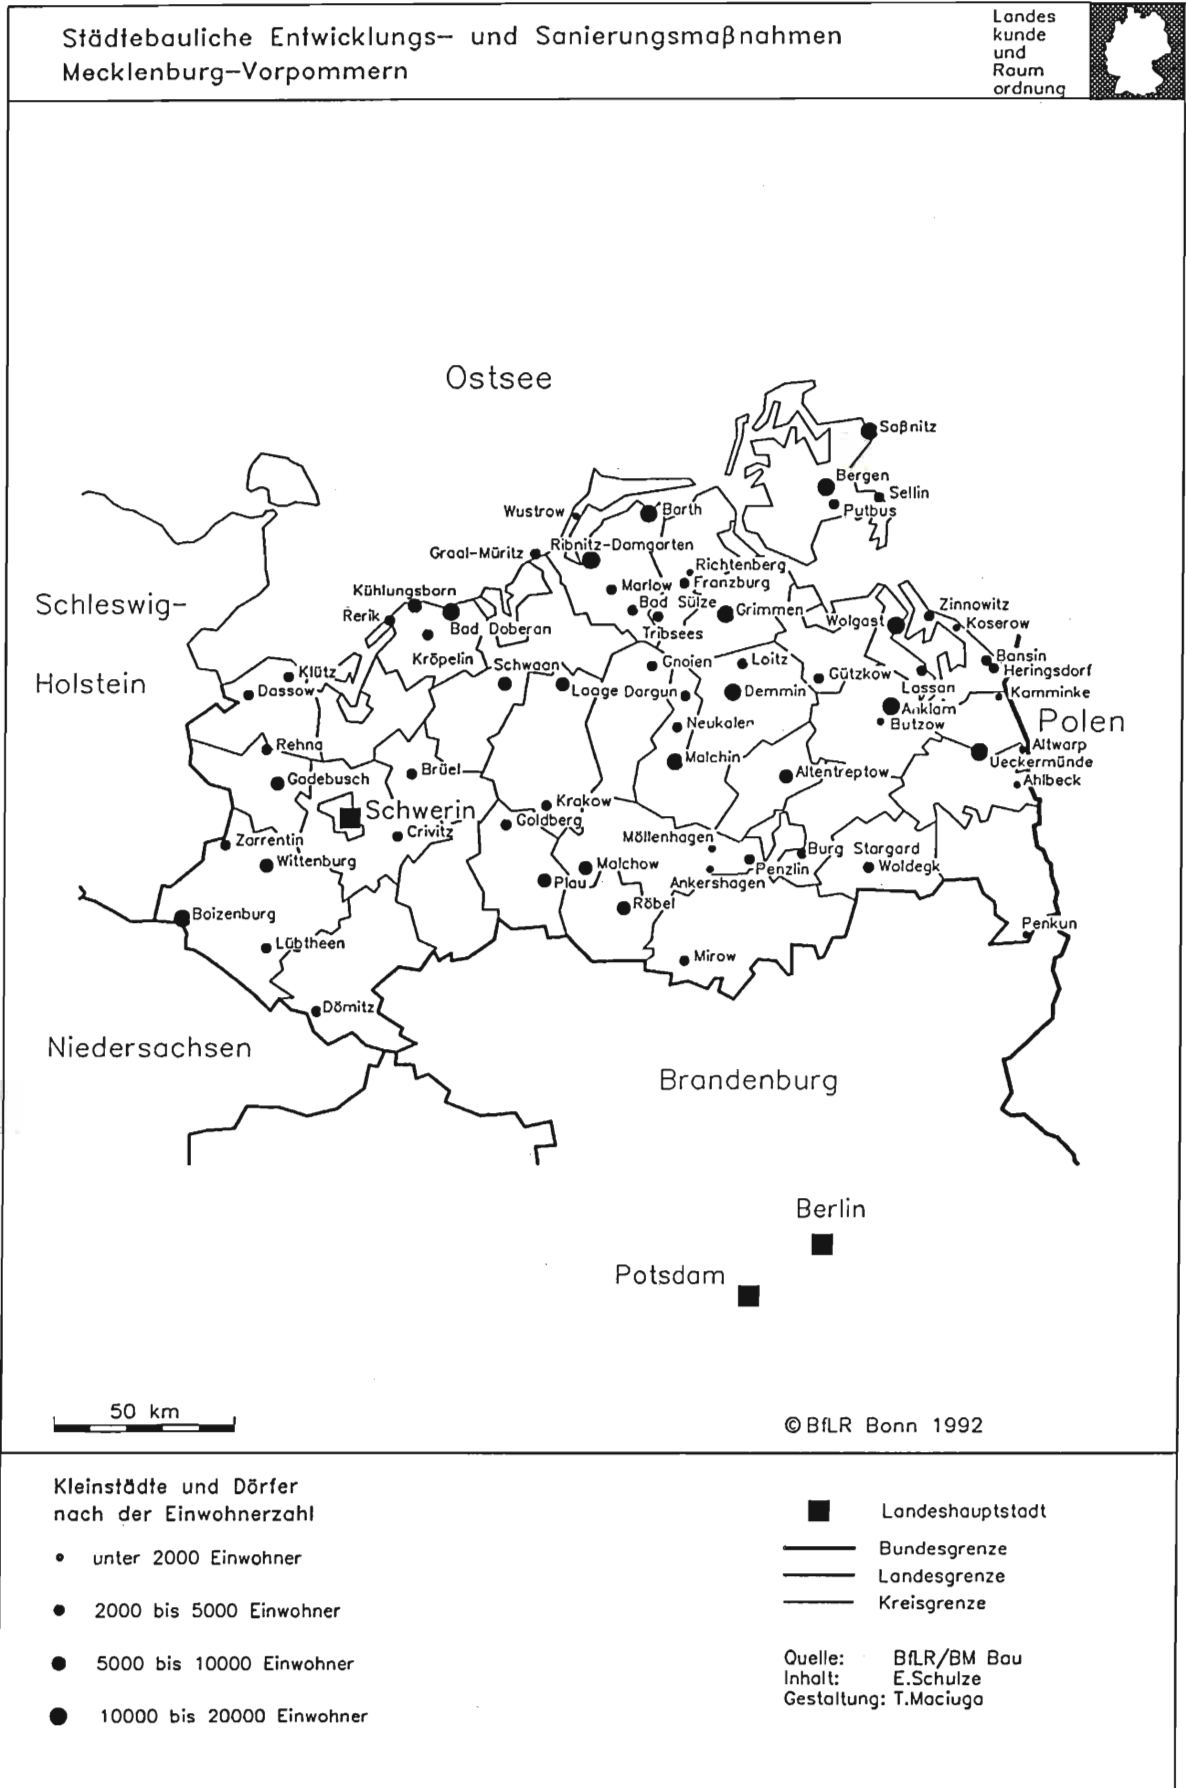 Städtebauliche Entwicklungs- und Sanierungsmaßnahmen
Mecklenburg-Vorpommern
Landes
kunde
und
Raum
ordnung
Ostsee
Saßnitz
Bergen
Sellin
Putbus
Wustrow
Barth
Ribnitz-Damgarten
Graal-Müritz
Richtenberg
Franzburg
Marlow
Kühlungsborn
Bad Sülze
Grimmen
Zinnowitz
Schleswig-
Rerik
Bad Doberan
Tribsees
Wolgast
Koserow
Kröpelin
Schwaan
Gnoien
Loitz
Bansin
Heringsdorf
Holstein
Klütz
Gützkow
Dassow
Laage
Dargun
Demmin
Lassan
Kamminke
Anklam
Polen
Neukalen
Butzow
Rehna
Malchin
Altwarp
Ueckermünde
Gadebusch
Brüel
Altentreptow
Ahlbeck
Schwerin
Krakow
Goldberg
Zarrentin
Crivitz
Möllenhagen
Burg Stargard
Wittenburg
Malchow
Penzlin
Woldegk
Plau
Ankershagen
Röbel
Boizenburg
Penkun
Lübtheen
Mirow
Dömitz
Niedersachsen
Brandenburg
Berlin
Potsdam
50 km
©BfLR Bonn 1992
Kleinstädte und Dörfer
nach der Einwohnerzahl
unter 2000 Einwohner
2000 bis 5000 Einwohner
5000 bis 10000 Einwohner
10000 bis 20000 Einwohner
Landeshauptstadt
Bundesgrenze
Landesgrenze
Kreisgrenze
Quelle: BfLR/BM Bau
Inhalt: E.Schulze
Gestaltung: T.Maciuga